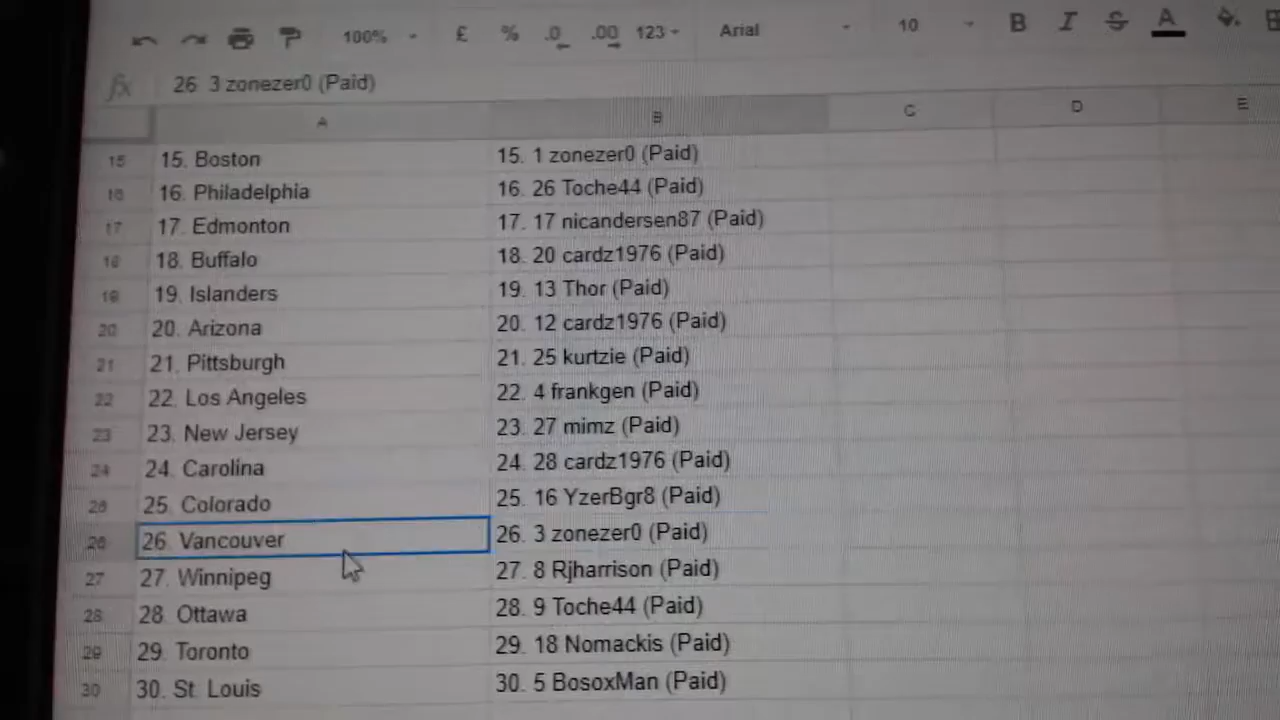 100% £ % .0 .00 123 Arial 10 B I S A
fx 26 3 zonezer0 (Paid)
A B C D E
15 15. Boston 15. 1 zonezer0 (Paid)
16 16. Philadelphia 16. 26 Toche44 (Paid)
17 17. Edmonton 17. 17 nicandersen87 (Paid)
18 18. Buffalo 18. 20 cardz1976 (Paid)
19 19. Islanders 19. 13 Thor (Paid)
20 20. Arizona 20. 12 cardz1976 (Paid)
21 21. Pittsburgh 21. 25 kurtzie (Paid)
22 22. Los Angeles 22. 4 frankgen (Paid)
23 23. New Jersey 23. 27 mimz (Paid)
24 24. Carolina 24. 28 cardz1976 (Paid)
25 25. Colorado 25. 16 YzerBgr8 (Paid)
26 26. Vancouver 26. 3 zonezer0 (Paid)
27 27. Winnipeg 27. 8 Rjharrison (Paid)
28 28. Ottawa 28. 9 Toche44 (Paid)
29 29. Toronto 29. 18 Nomackis (Paid)
30 30. St. Louis 30. 5 BosoxMan (Paid)